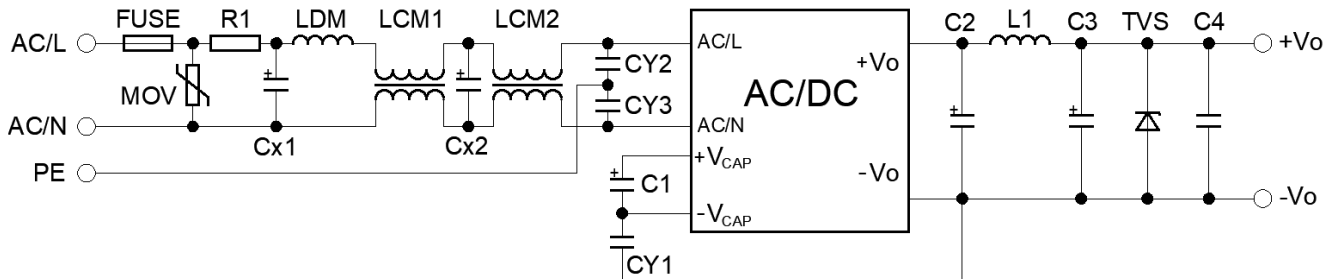 FUSE R1 LDM LCM1 LCM2 C2 L1 C3 TVS C4
AC/L AC/L +Vo +Vo
CY2
MOV CY3 AC/DC
AC/N AC/N
Cx1 Cx2 +VCAP -Vo
PE C1
-VCAP -Vo
CY1